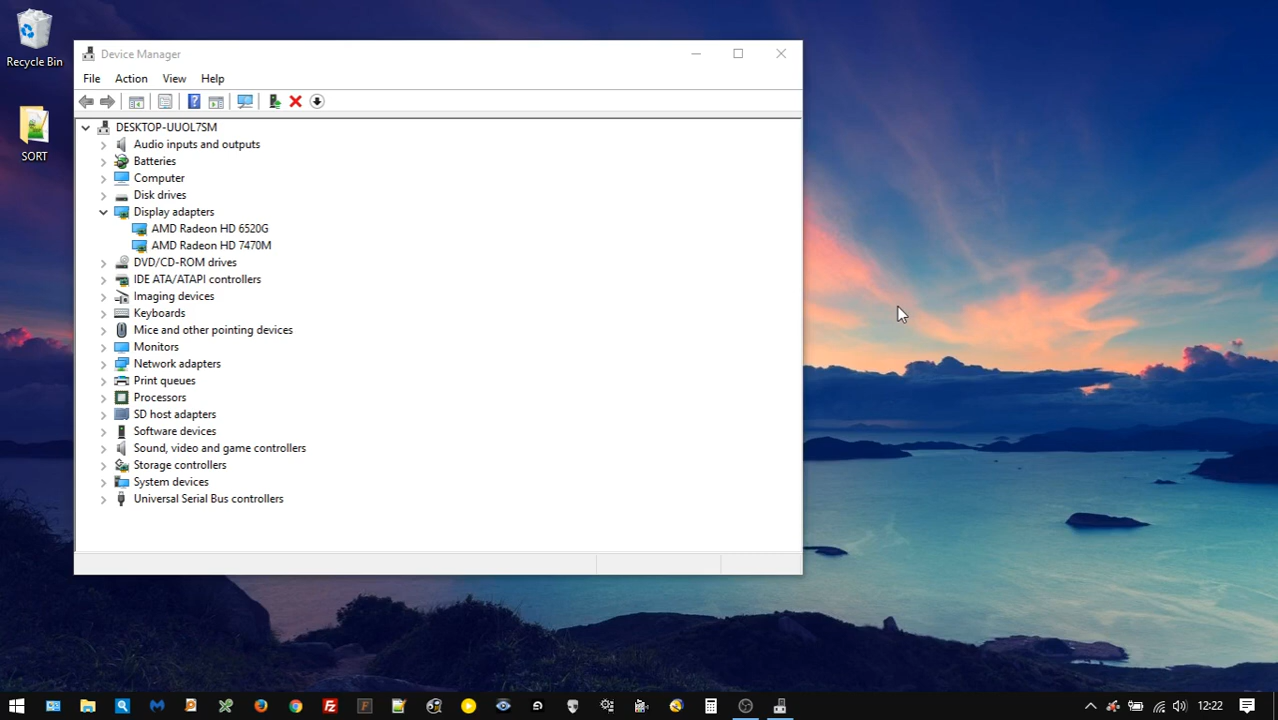 Recycle Bin
SORT
Device Manager
File Action View Help
DESKTOP-UUOL7SM
Audio inputs and outputs
Batteries
Computer
Disk drives
Display adapters
AMD Radeon HD 6520G
AMD Radeon HD 7470M
DVD/CD-ROM drives
IDE ATA/ATAPI controllers
Imaging devices
Keyboards
Mice and other pointing devices
Monitors
Network adapters
Print queues
Processors
SD host adapters
Software devices
Sound, video and game controllers
Storage controllers
System devices
Universal Serial Bus controllers
12:22